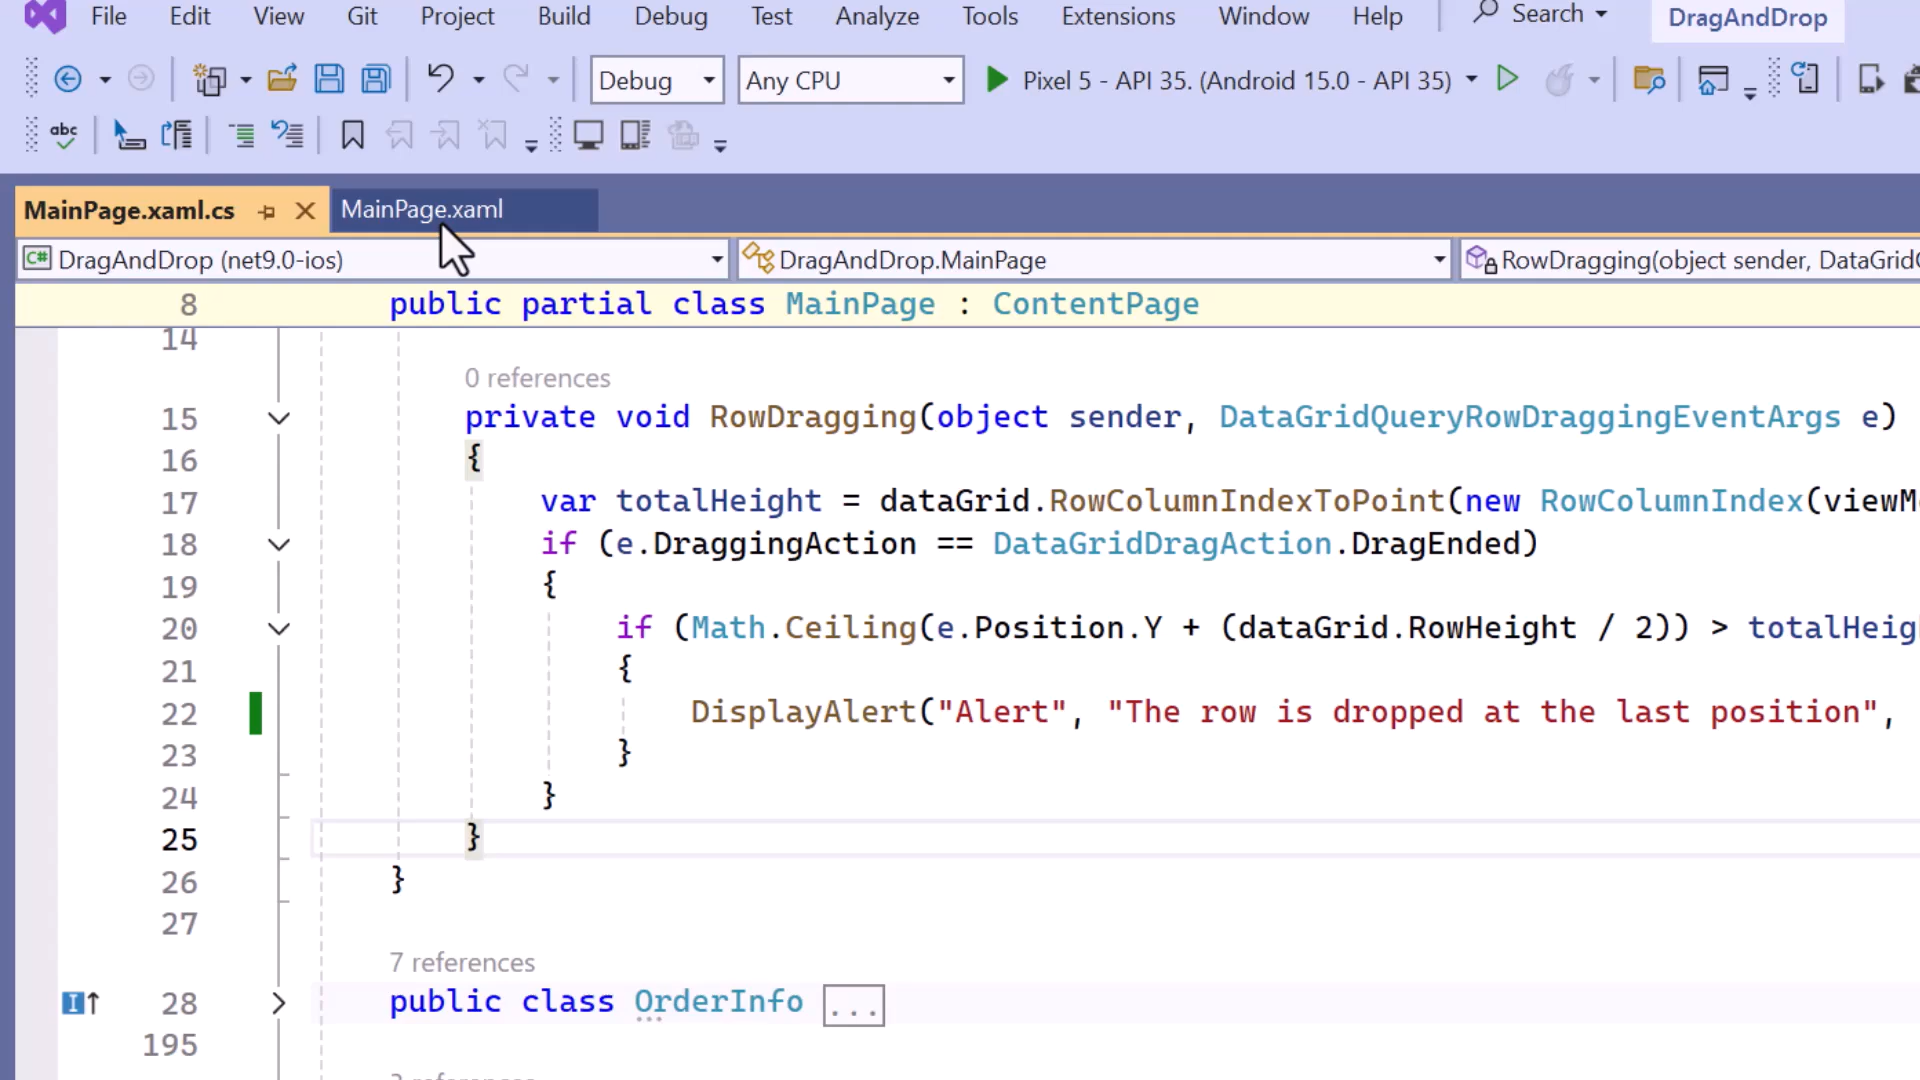 File Edit View Git Project Build Debug Test Analyze Tools Extensions Window Help Search DragAndDrop
Debug Any CPU Pixel 5 - API 35. (Android 15.0 - API 35)
abc
MainPage.xaml.cs MainPage.xaml
C# DragAndDrop (net9.0-ios) DragAndDrop.MainPage RowDragging(object sender, DataGridQ
8 public partial class MainPage : ContentPage
14
0 references
15 private void RowDragging(object sender, DataGridQueryRowDraggingEventArgs e)
16 {
17 var totalHeight = dataGrid.RowColumnIndexToPoint(new RowColumnIndex(viewM
18 if (e.DraggingAction == DataGridDragAction.DragEnded)
19 {
20 if (Math.Ceiling(e.Position.Y + (dataGrid.RowHeight / 2)) > totalHeig
21 {
22 DisplayAlert("Alert", "The row is dropped at the last position",
23 }
24 }
25 }
26 }
27
7 references
28 public class OrderInfo ...
195